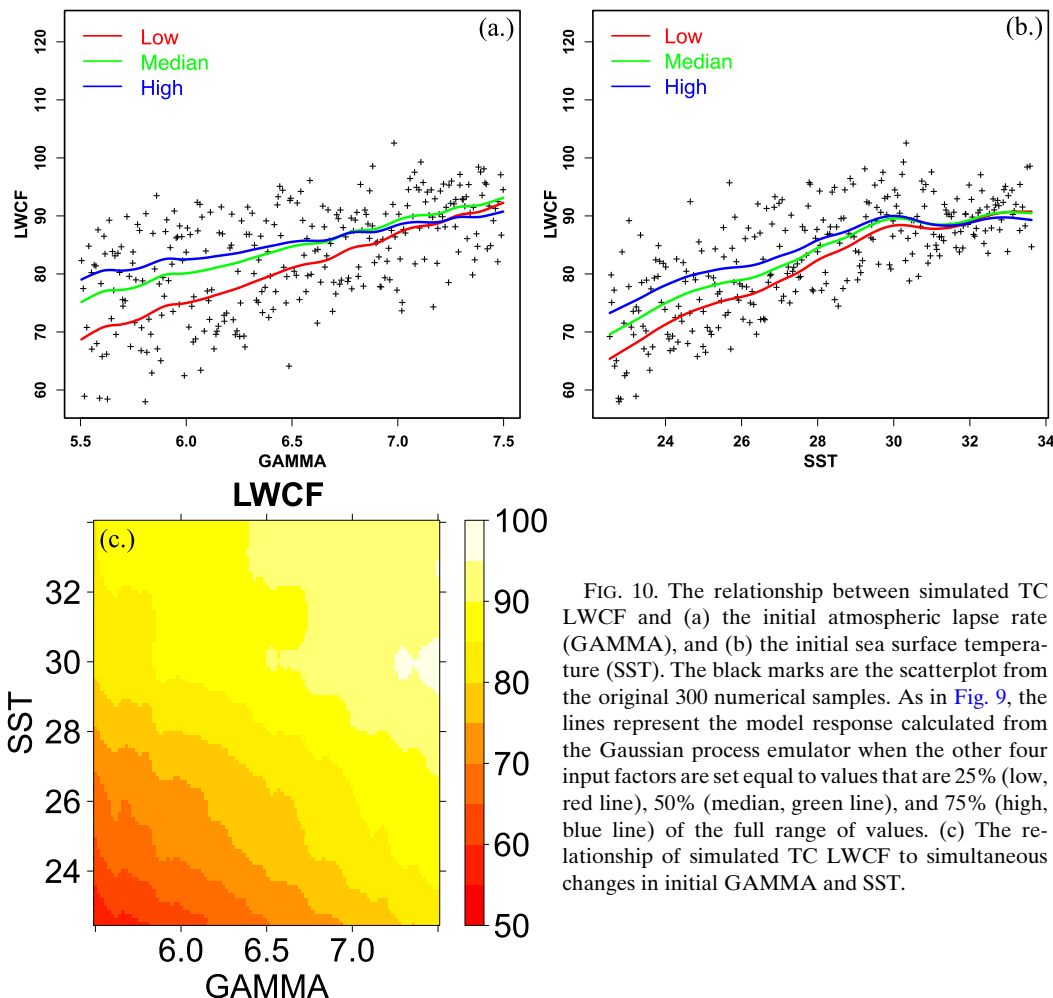 (a.)
Low
Median
High
LWCF
120
100
90
80
70
60
5.5 6.0 6.5 7.0 7.5
GAMMA
(b.)
Low
Median
High
LWCF
120
100
90
80
70
60
24 26 28 30 32 34
SST
LWCF
(c.)
SST
32
30
28
26
24
6.0 6.5 7.0
GAMMA
100
90
80
70
60
50
FIG. 10. The relationship between simulated TC
LWCF and (a) the initial atmospheric lapse rate
(GAMMA), and (b) the initial sea surface tempera-
ture (SST). The black marks are the scatterplot from
the original 300 numerical samples. As in Fig. 9, the
lines represent the model response calculated from
the Gaussian process emulator when the other four
input factors are set equal to values that are 25% (low,
red line), 50% (median, green line), and 75% (high,
blue line) of the full range of values. (c) The re-
lationship of simulated TC LWCF to simultaneous
changes in initial GAMMA and SST.